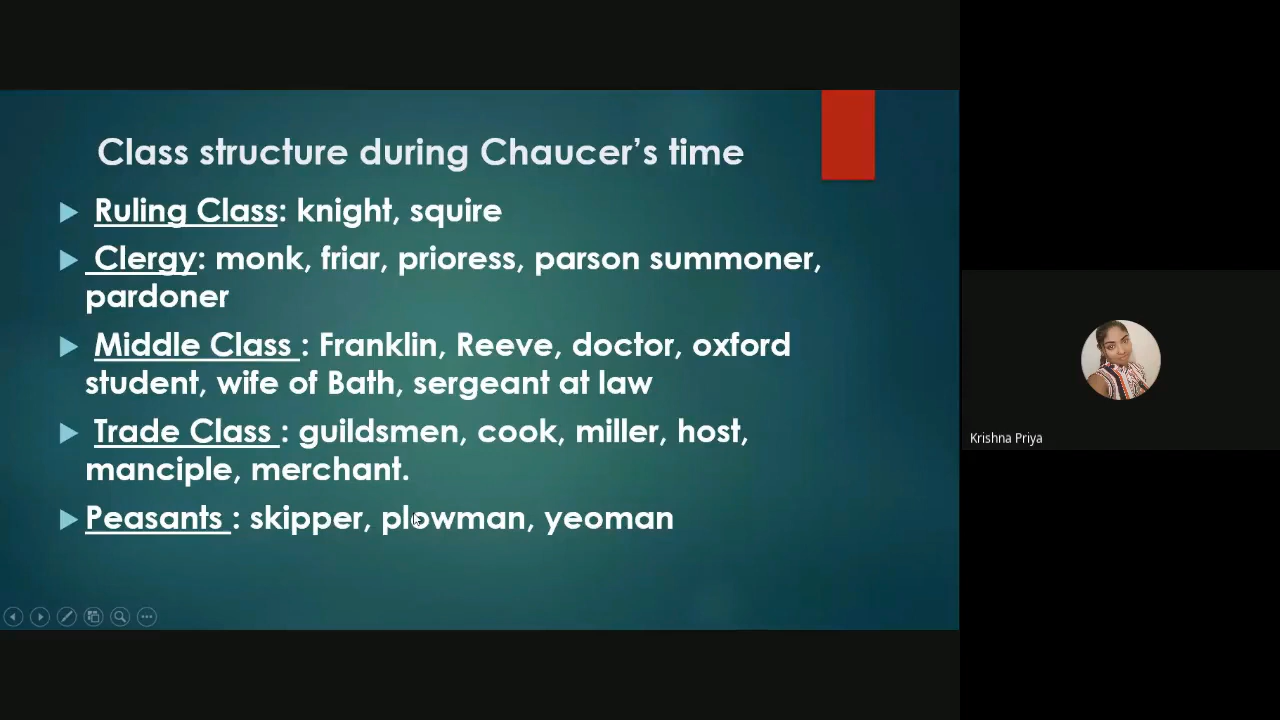 Class structure during Chaucer’s time
Ruling Class: knight, squire
Clergy: monk, friar, prioress, parson summoner,
pardoner
Middle Class : Franklin, Reeve, doctor, oxford
student, wife of Bath, sergeant at law
Trade Class : guildsmen, cook, miller, host,
manciple, merchant.
Peasants : skipper, plowman, yeoman
Krishna Priya